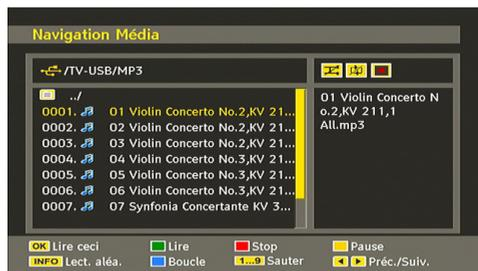 Navigation Média
/TV-USB/MP3
../
0001. 01 Violin Concerto No.2,KV 21...
0002. 02 Violin Concerto No.2,KV 21...
0003. 03 Violin Concerto No.2,KV 21...
0004. 04 Violin Concerto No.3,KV 21...
0005. 05 Violin Concerto No.3,KV 21...
0006. 06 Violin Concerto No.3,KV 21...
0007. 07 Synfonia Concertante KV 3...
01 Violin Concerto N
o.2,KV 211,1
All.mp3
OK Lire ceci Lire Stop Pause
INFO Lect. aléa. Boucle 1...9 Sauter Préc./Suiv.